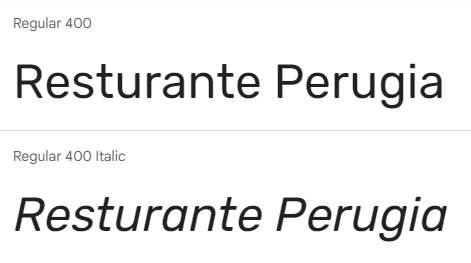 Regular 400
Resturante Perugia
Regular 400 Italic
Resturante Perugia